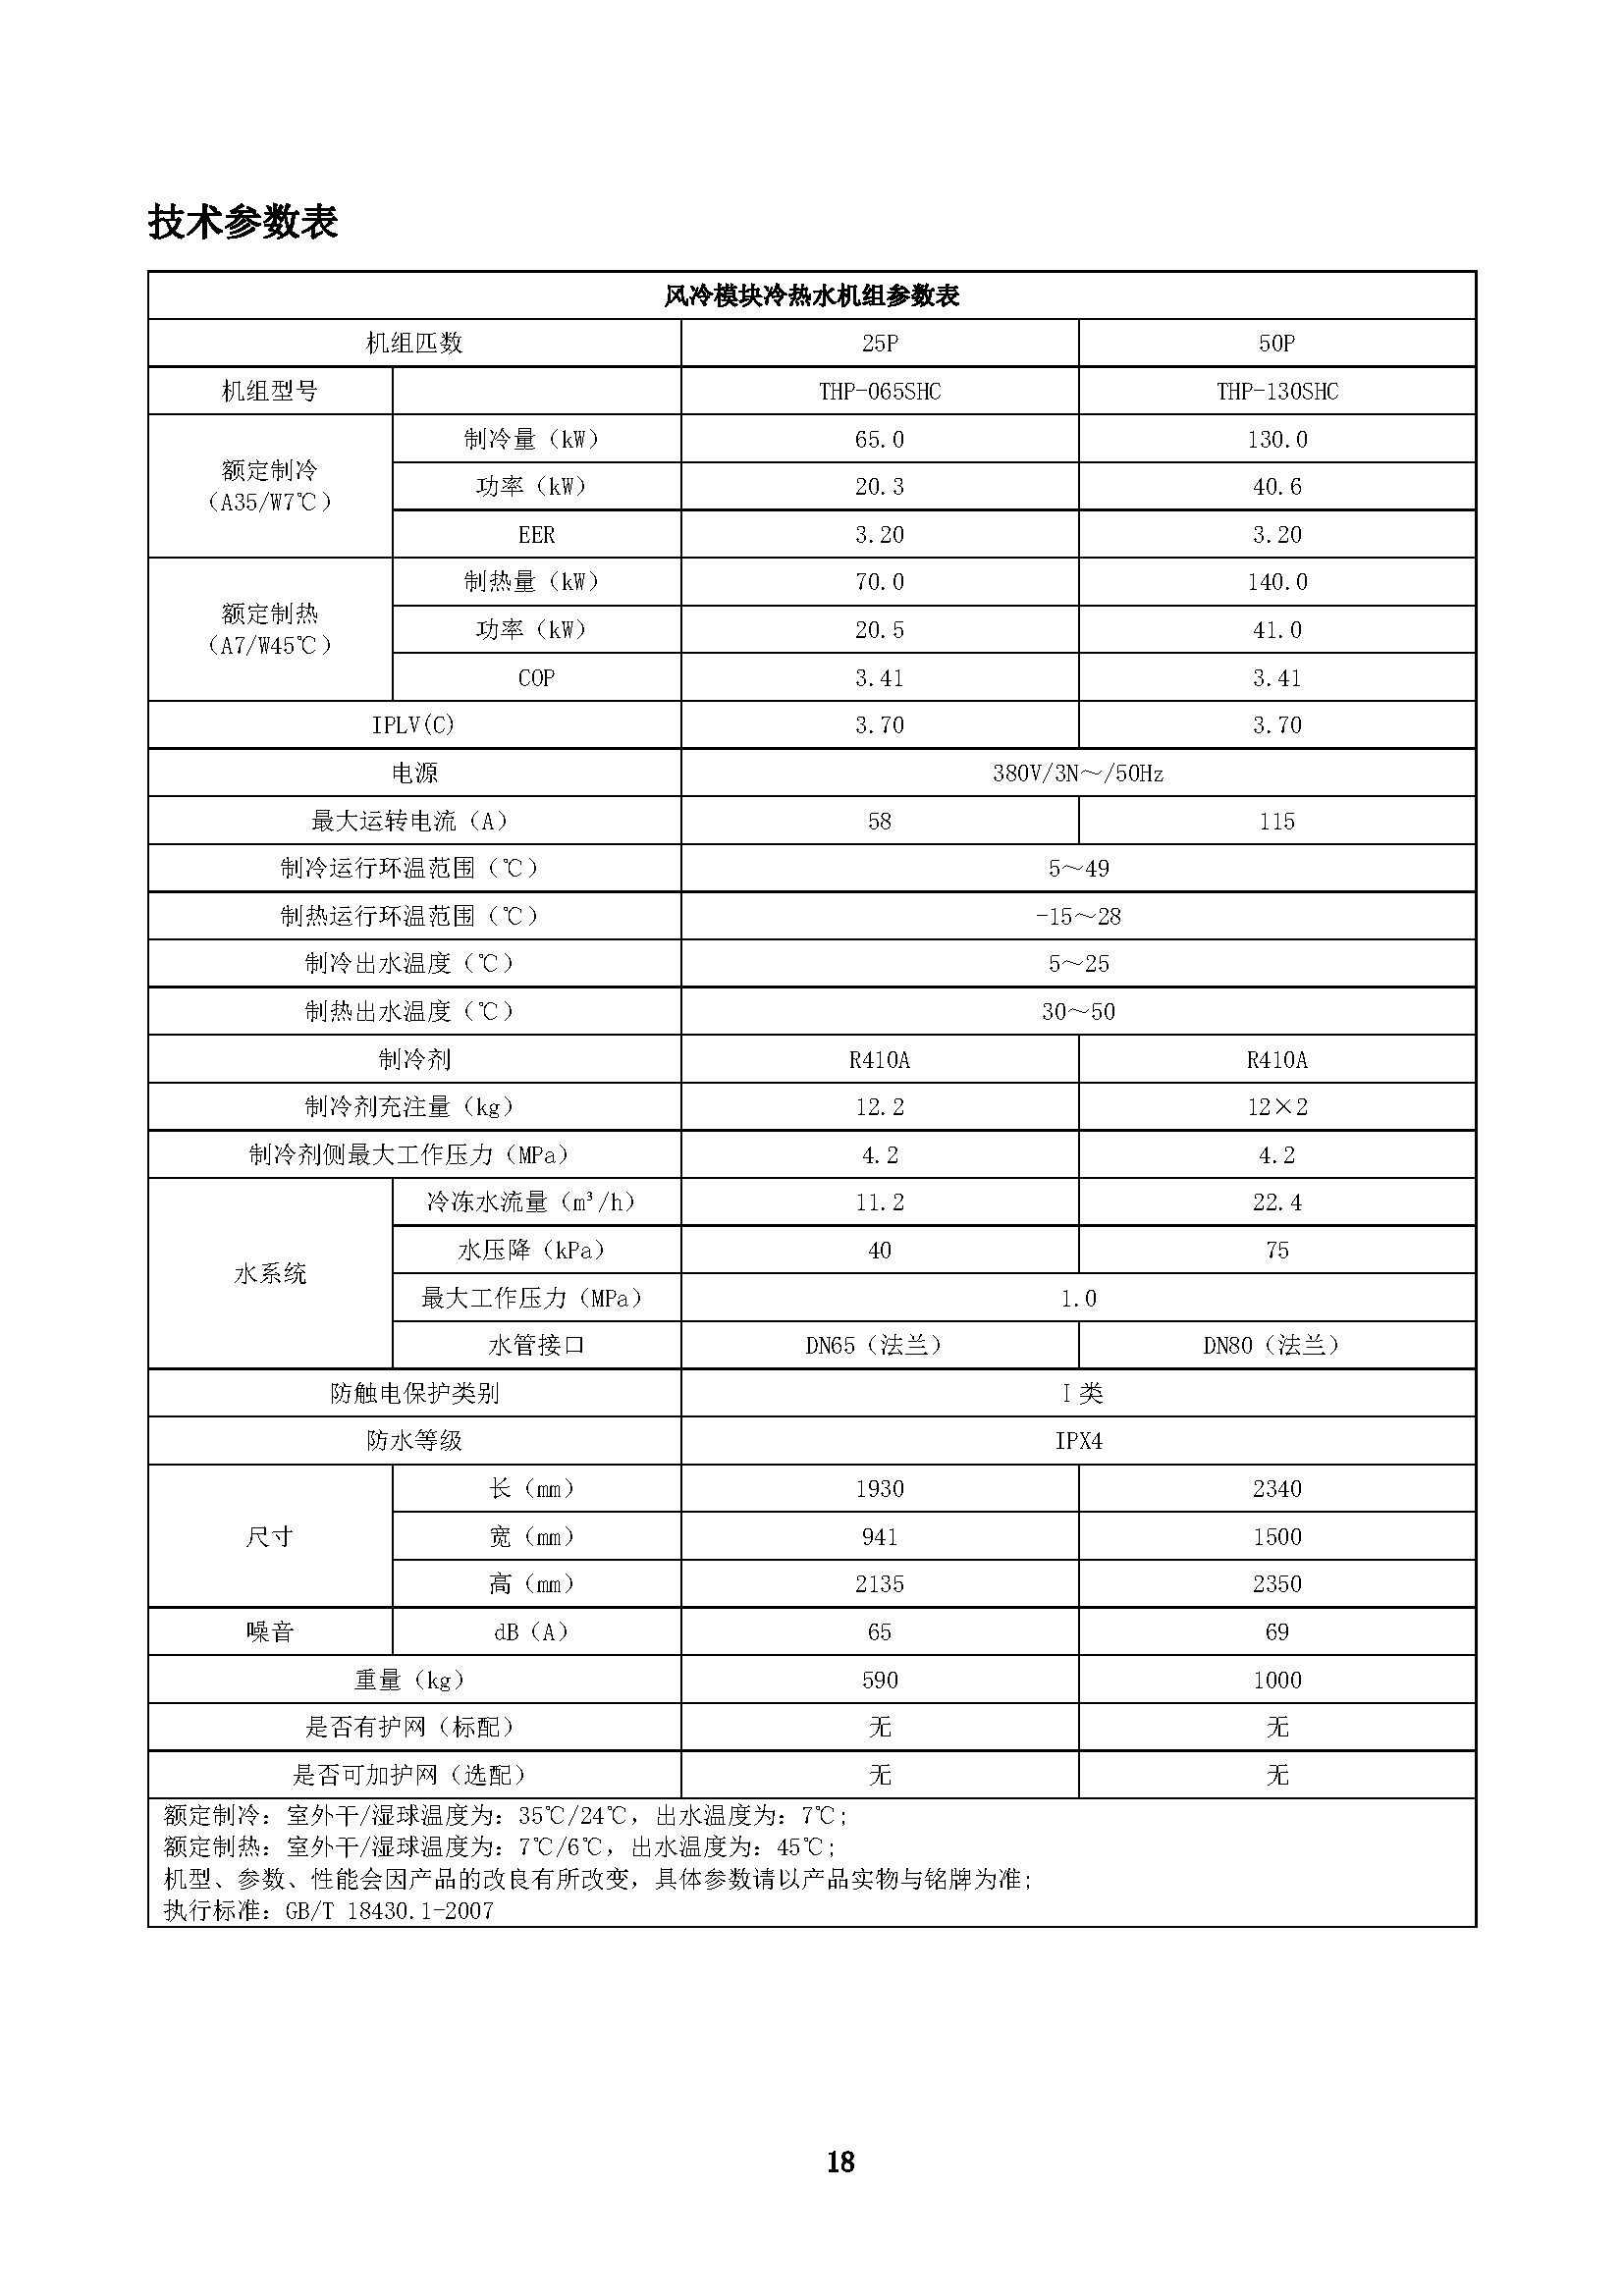 技术参数表
风冷模块冷热水机组参数表
机组匹数 25P 50P
机组型号 THP-065SHC THP-130SHC
额定制冷
（A35/W7℃）
制冷量（kW） 65.0 130.0
功率（kW） 20.3 40.6
EER 3.20 3.20
额定制热
（A7/W45℃）
制热量（kW） 70.0 140.0
功率（kW） 20.5 41.0
COP 3.41 3.41
IPLV(C) 3.70 3.70
电源 380V/3N～/50Hz
最大运转电流（A） 58 115
制冷运行环温范围（℃） 5～49
制热运行环温范围（℃） -15～28
制冷出水温度（℃） 5～25
制热出水温度（℃） 30～50
制冷剂 R410A R410A
制冷剂充注量（kg） 12.2 12×2
制冷剂侧最大工作压力（MPa） 4.2 4.2
水系统
冷冻水流量（m³/h） 11.2 22.4
水压降（kPa） 40 75
最大工作压力（MPa） 1.0
水管接口 DN65（法兰） DN80（法兰）
防触电保护类别 I 类
防水等级 IPX4
尺寸
长（mm） 1930 2340
宽（mm） 941 1500
高（mm） 2135 2350
噪音 dB（A） 65 69
重量（kg） 590 1000
是否有护网（标配） 无 无
是否可加护网（选配） 无 无
额定制冷：室外干/湿球温度为：35℃/24℃，出水温度为：7℃;
额定制热：室外干/湿球温度为：7℃/6℃，出水温度为：45℃;
机型、参数、性能会因产品的改良有所改变，具体参数请以产品实物与铭牌为准;
执行标准：GB/T 18430.1-2007
18